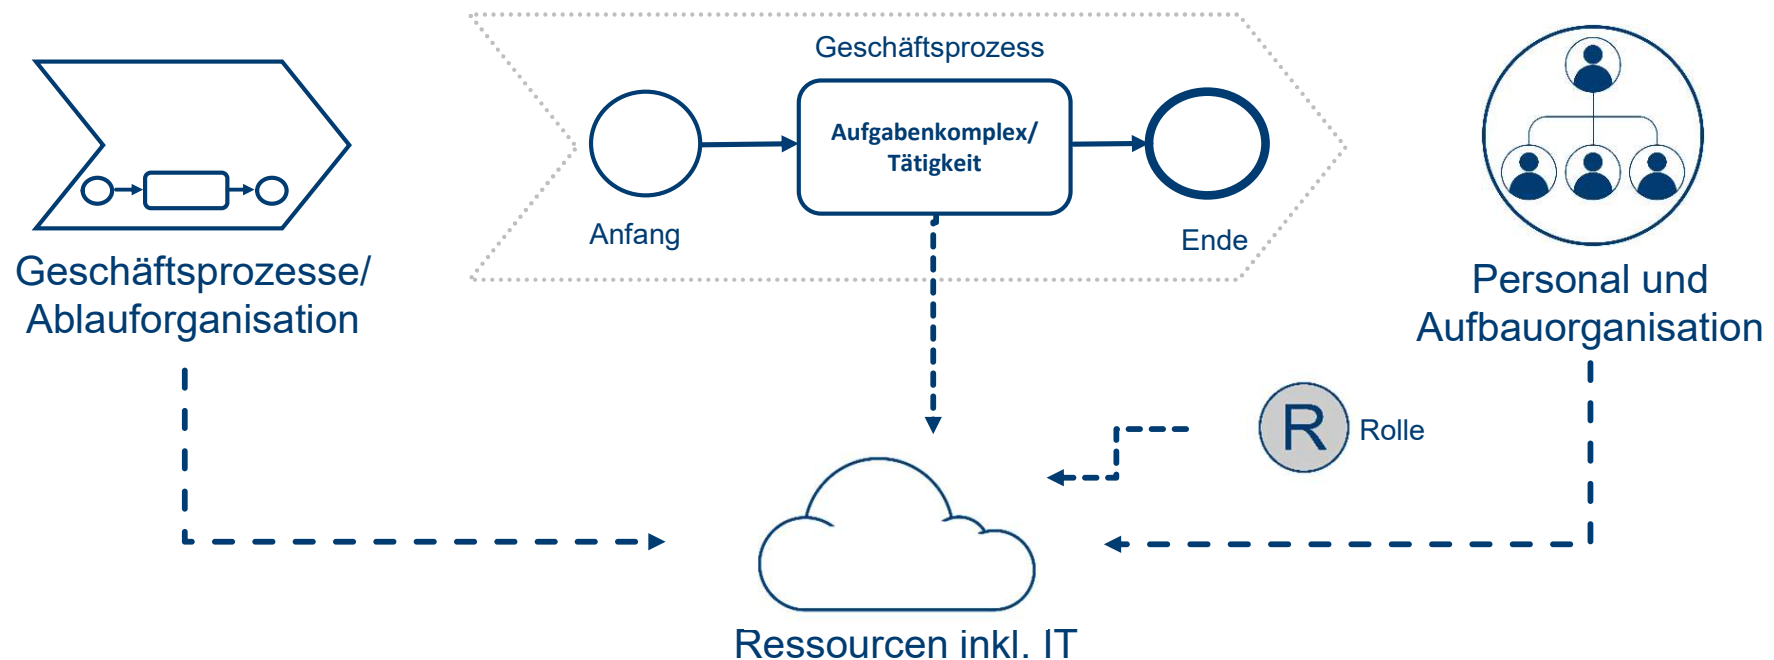 Geschäftsprozess
Aufgabenkomplex/
Tätigkeit
Anfang
Ende
Geschäftsprozesse/
Ablauforganisation
Personal und
Aufbauorganisation
R
Rolle
Ressourcen inkl. IT